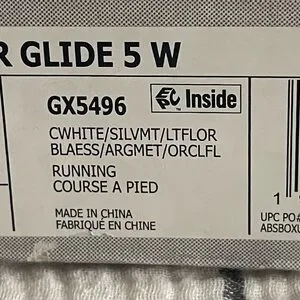 R GLIDE 5 W
GX5496
Inside
CWHITE/SILVMT/LTFLOR
BLAESS/ARGMET/ORCLFL
RUNNING
COURSE A PIED
MADE IN CHINA
FABRIQUÉ EN CHINE
1
UPC PO#
ABSBOXU